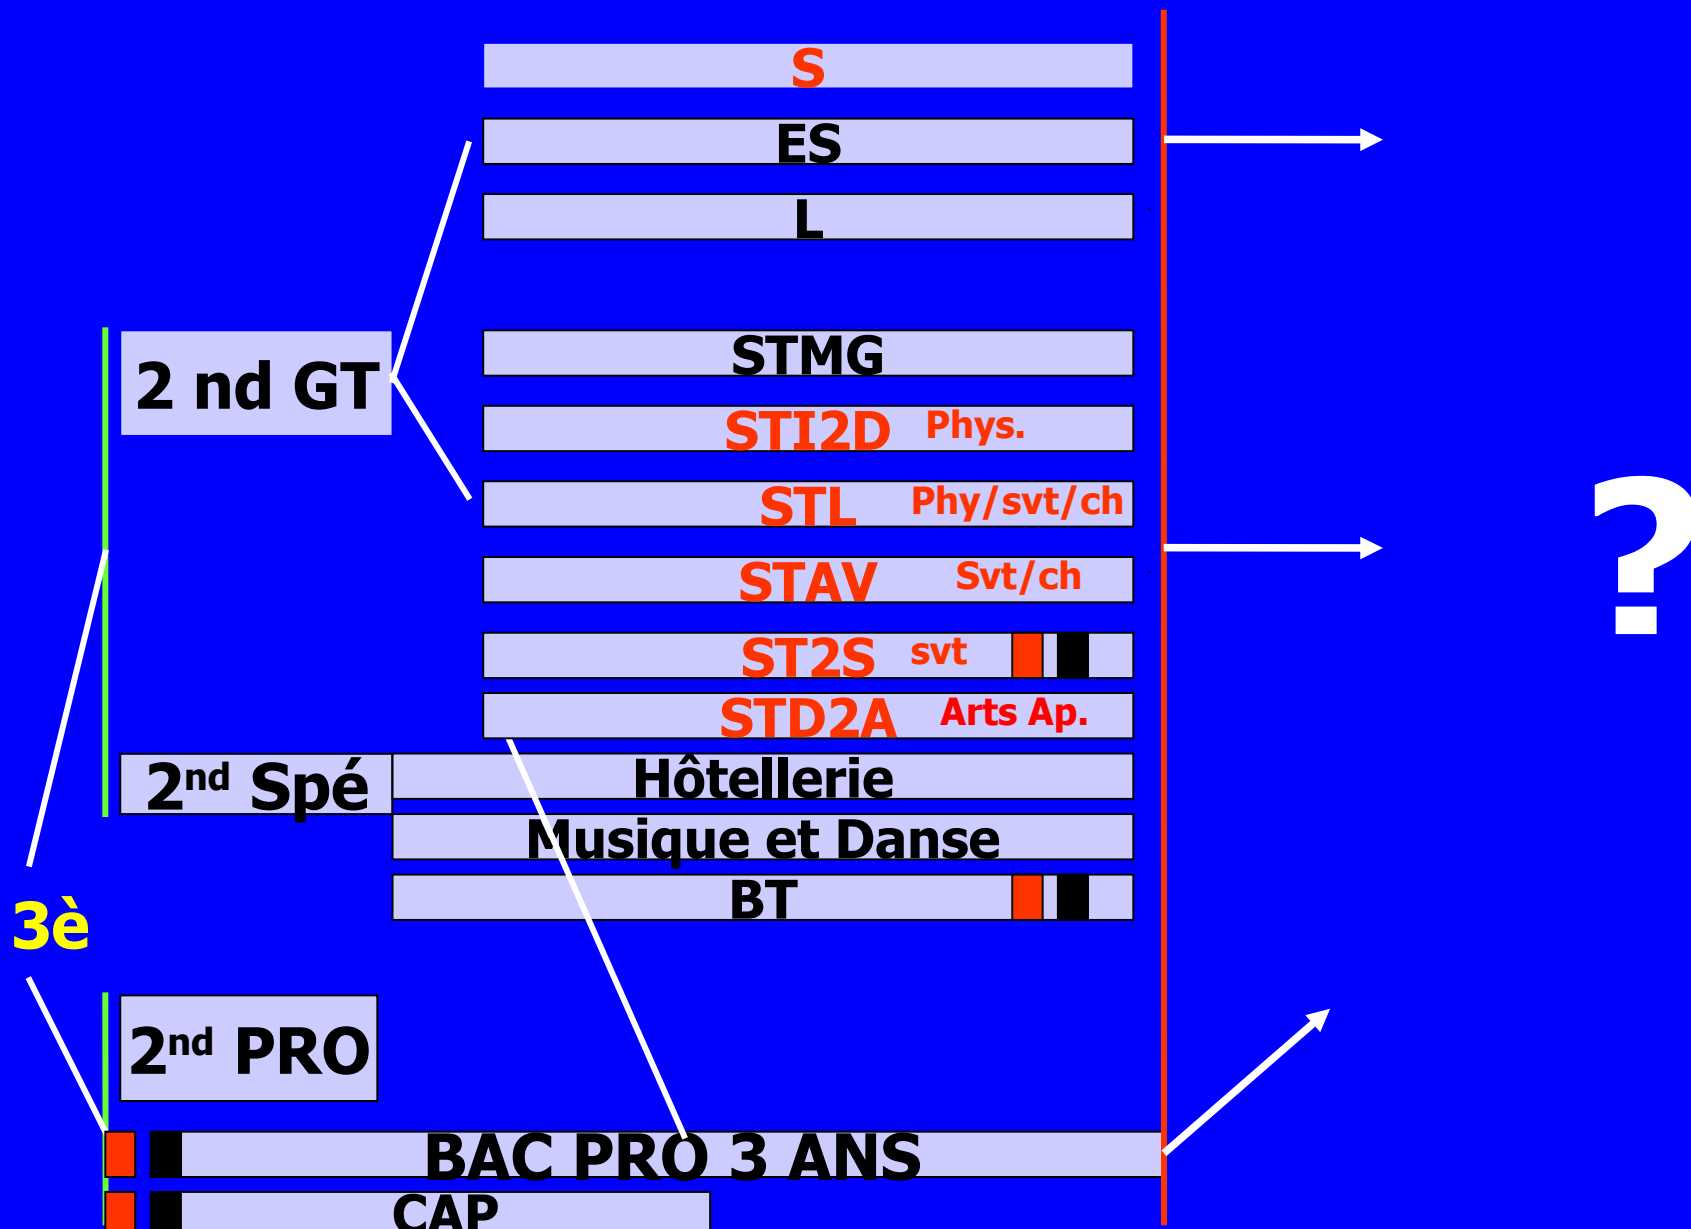 S
ES
L
2 nd GT
STMG
STI2D Phys.
STL Phy/svt/ch
STAV Svt/ch
ST2S svt
STD2A Arts Ap.
2nd Spé
Hôtellerie
Musique et Danse
BT
?
3è
2nd PRO
BAC PRO 3 ANS
CAP